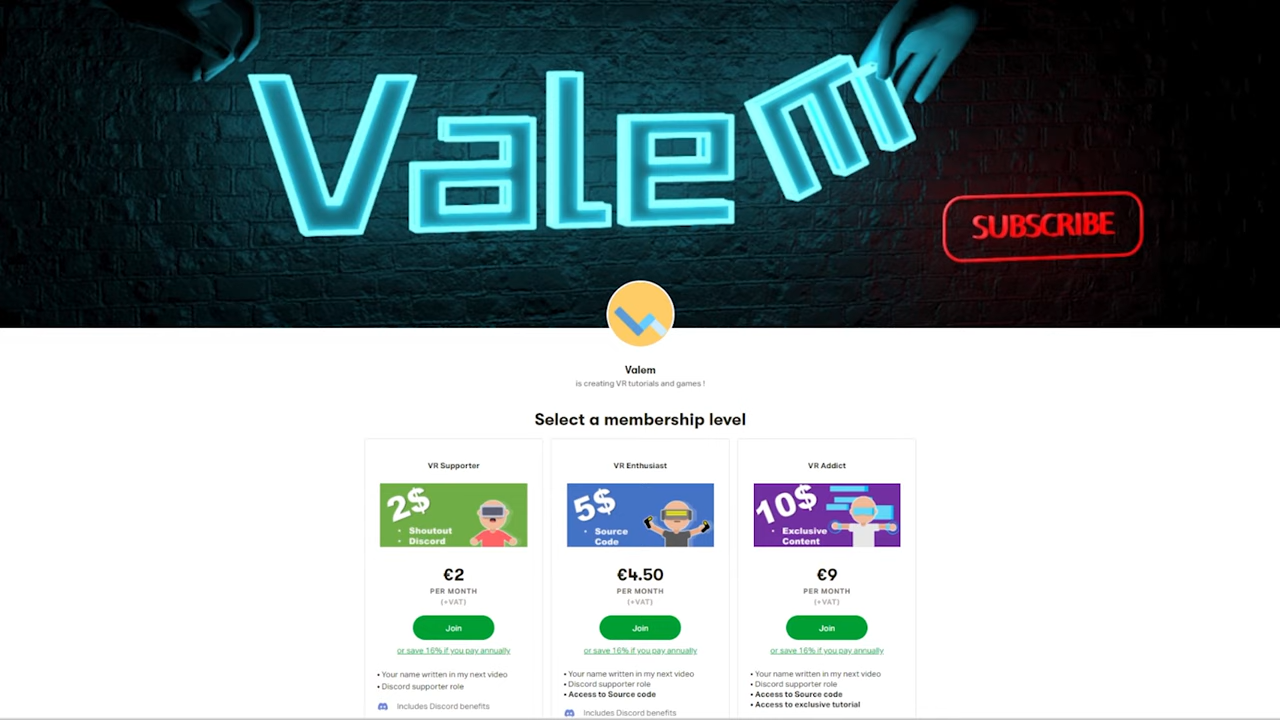 Valem
SUBSCRIBE
Valem
is creating VR tutorials and games !
Select a membership level
VR Supporter
2$
• Shoutout
• Discord
€2
PER MONTH
(+VAT)
Join
or save 16% if you pay annually
• Your name written in my next video
• Discord supporter role
Includes Discord benefits
VR Enthusiast
5$
• Source
Code
€4.50
PER MONTH
(+VAT)
Join
or save 16% if you pay annually
• Your name written in my next video
• Discord supporter role
• Access to Source code
Includes Discord benefits
VR Addict
10$
• Exclusive
Content
€9
PER MONTH
(+VAT)
Join
or save 16% if you pay annually
• Your name written in my next video
• Discord supporter role
• Access to Source code
• Access to exclusive tutorial